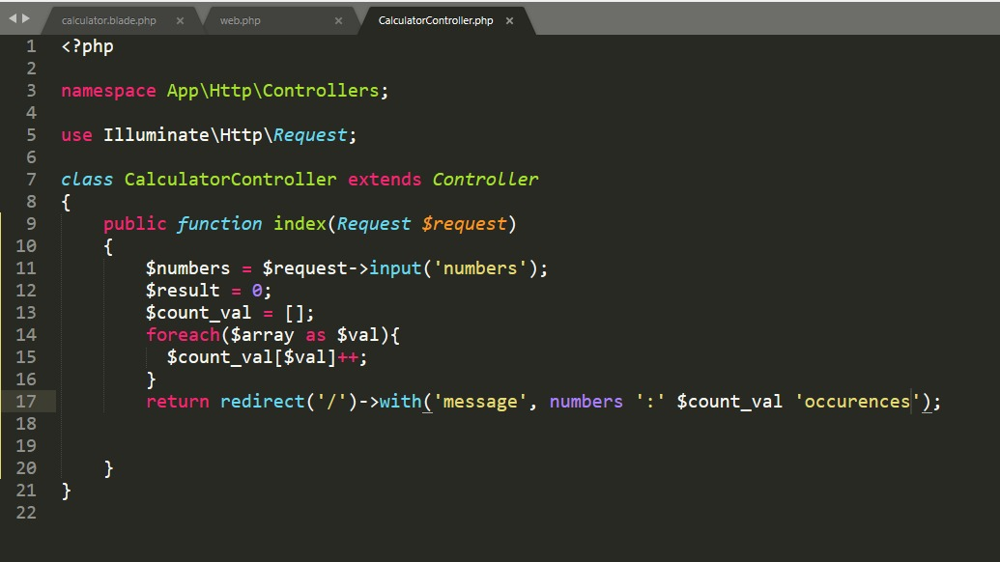 calculator.blade.php × web.php × CalculatorController.php ×
1 <?php
2
3 namespace App\Http\Controllers;
4
5 use Illuminate\Http\Request;
6
7 class CalculatorController extends Controller
8 {
9     public function index(Request $request)
10     {
11         $numbers = $request->input('numbers');
12         $result = 0;
13         $count_val = [];
14         foreach($array as $val){
15           $count_val[$val]++;
16         }
17         return redirect('/')->with('message', numbers ':' $count_val 'occurences');
18
19
20     }
21 }
22